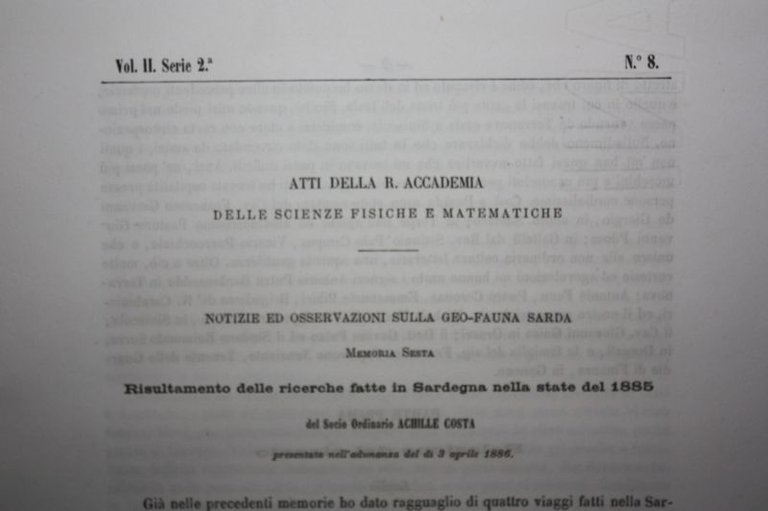 Vol. II. Serie 2.ª N.º 8.
ATTI DELLA R. ACCADEMIA
DELLE SCIENZE FISICHE E MATEMATICHE
NOTIZIE ED OSSERVAZIONI SULLA GEO-FAUNA SARDA
MEMORIA SESTA
Risultamento delle ricerche fatte in Sardegna nella state del 1885
del Socio Ordinario ACHILLE COSTA
presentata nell'adunanza del dì 3 aprile 1886.
Già nelle precedenti memorie ho dato ragguaglio di quattro viaggi fatti nella Sar-